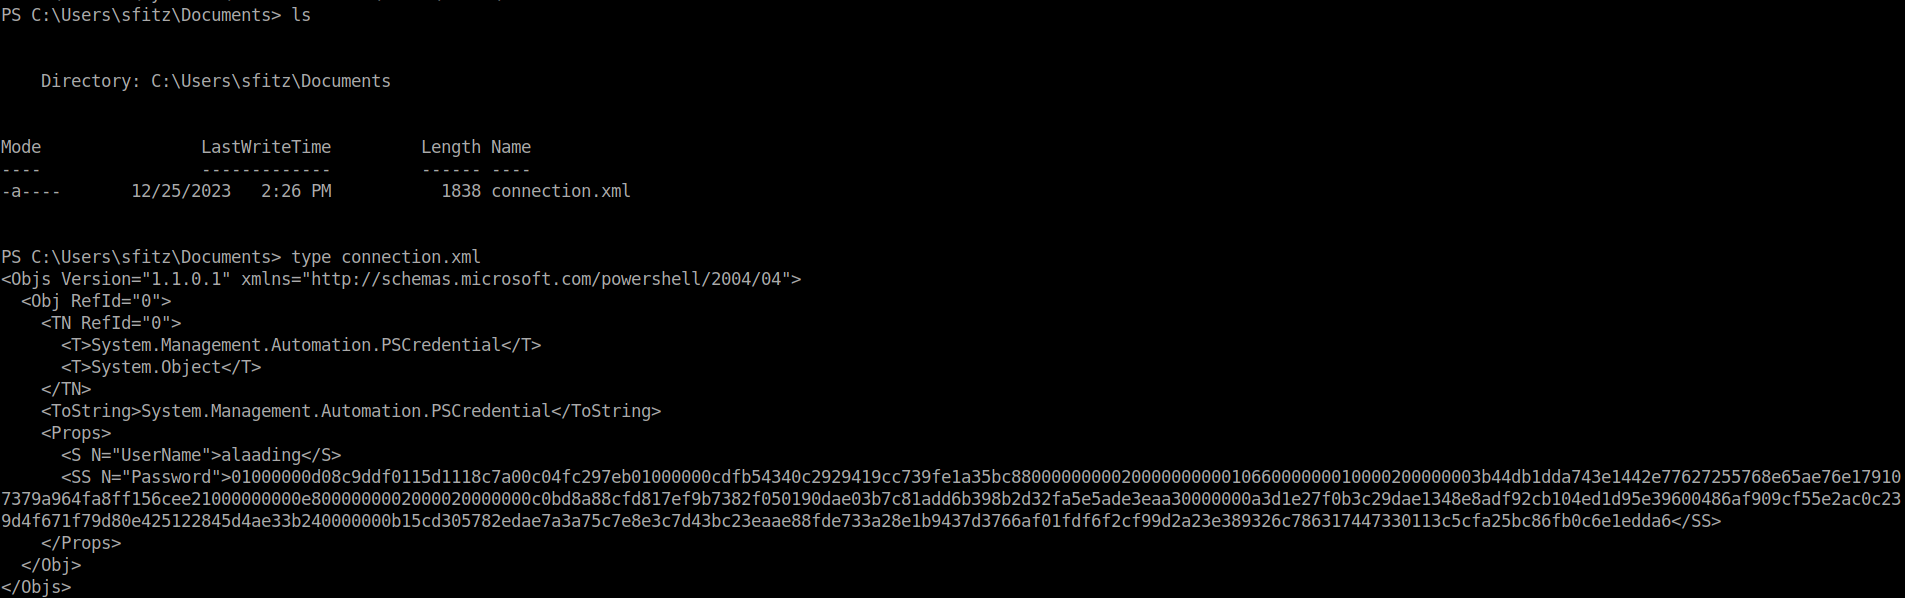 PS C:\Users\sfitz\Documents> ls
Directory: C:\Users\sfitz\Documents
Mode LastWriteTime Length Name
---- ------------- ------ ----
-a---- 12/25/2023 2:26 PM 1838 connection.xml
PS C:\Users\sfitz\Documents> type connection.xml
<Objs Version="1.1.0.1" xmlns="http://schemas.microsoft.com/powershell/2004/04">
<Obj RefId="0">
<TN RefId="0">
<T>System.Management.Automation.PSCredential</T>
<T>System.Object</T>
</TN>
<ToString>System.Management.Automation.PSCredential</ToString>
<Props>
<S N="UserName">alaading</S>
<SS N="Password">01000000d08c9ddf0115d1118c7a00c04fc297eb01000000cdfb54340c2929419cc739fe1a35bc88000000000200000000001066000000010000200000003b44db1dda743e1442e77627255768e65ae76e17910
7379a964fa8ff156cee21000000000e8000000002000020000000c0bd8a88cfd817ef9b7382f050190dae03b7c81add6b398b2d32fa5e5ade3eaa30000000a3d1e27f0b3c29dae1348e8adf92cb104ed1d95e39600486af909cf55e2ac0c23
9d4f671f79d80e425122845d4ae33b240000000b15cd305782edae7a3a75c7e8e3c7d43bc23eaae88fde733a28e1b9437d3766af01fdf6f2cf99d2a23e389326c786317447330113c5cfa25bc86fb0c6e1edda6</SS>
</Props>
</Obj>
</Objs>